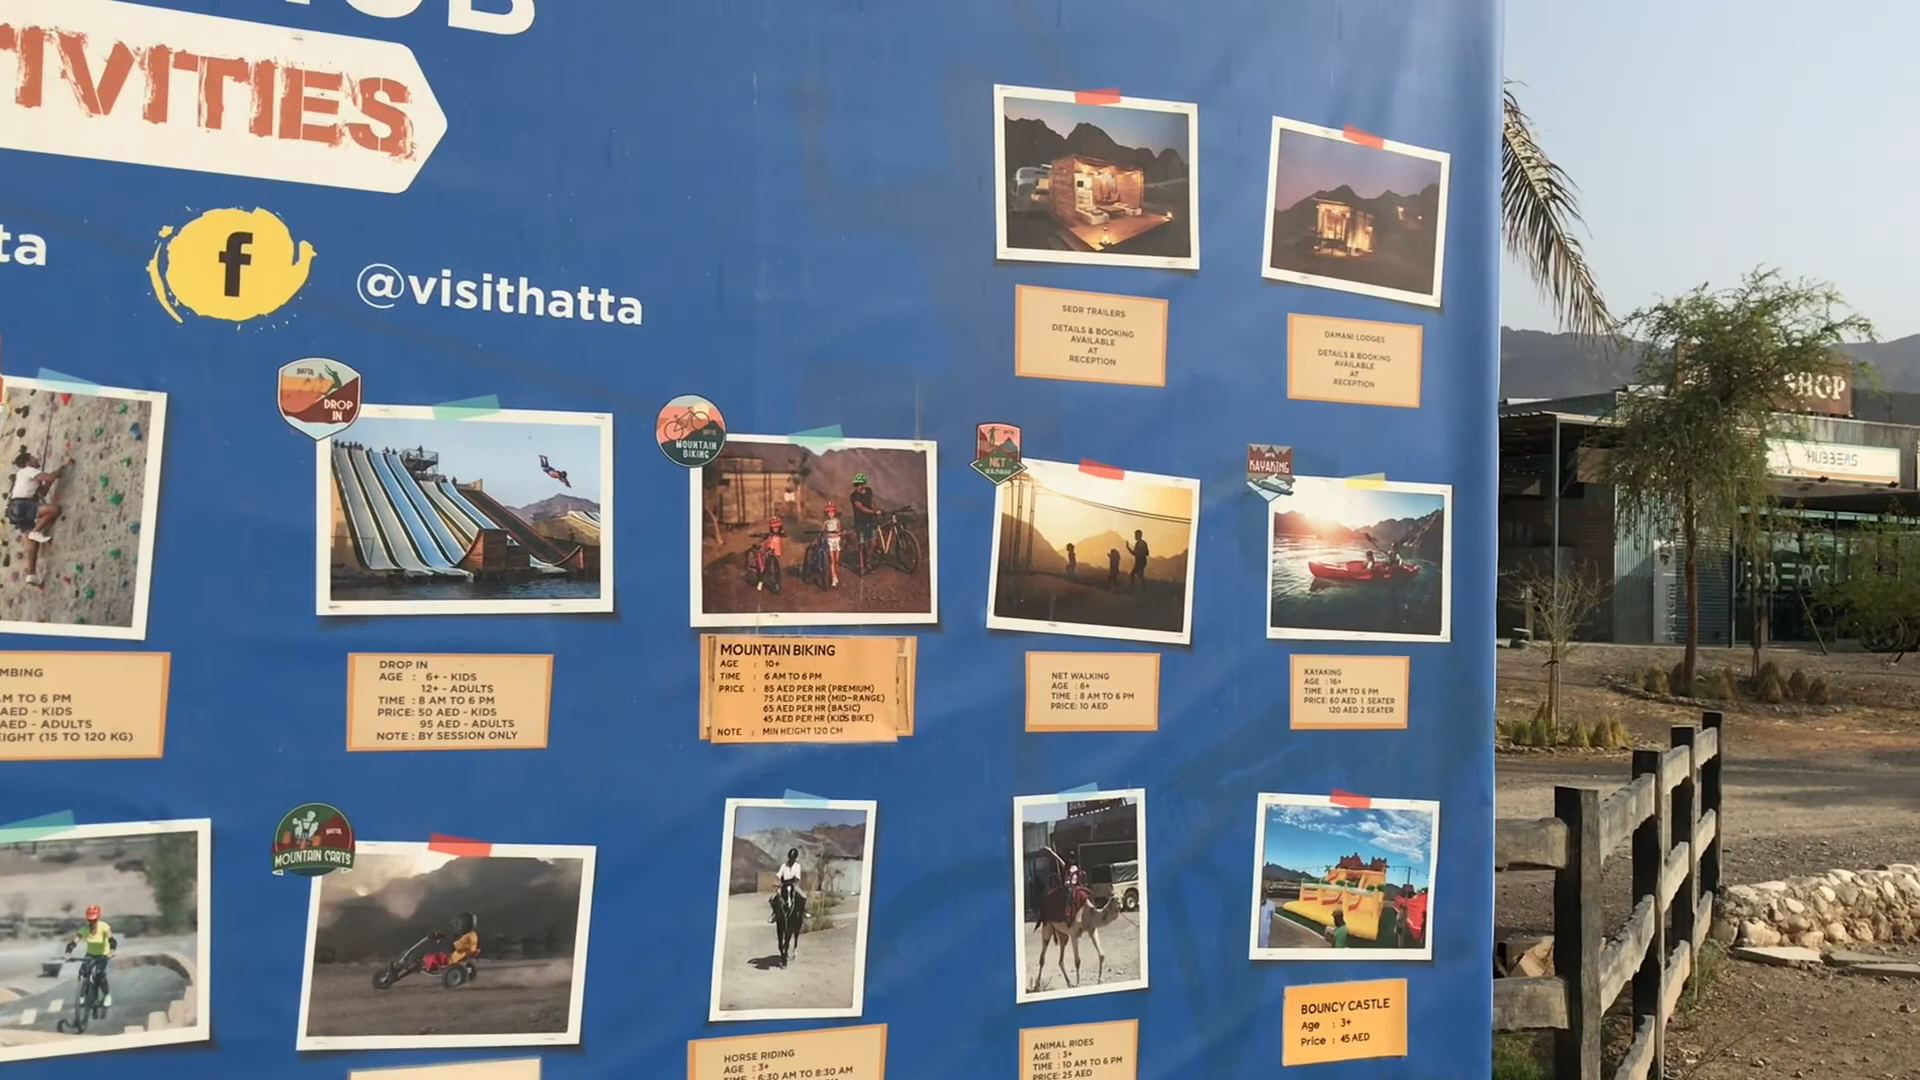 TIVITIES
ta
f
@visithatta
SEDR TRAILERS
DETAILS & BOOKING
AVAILABLE
AT
RECEPTION
DAMANI LODGES
DETAILS & BOOKING
AVAILABLE
AT
RECEPTION
SHOP
HUBBERS
HATTA
DROP
IN
HATTA
MOUNTAIN
BIKING
NET
KAYAKING
MBING
AM TO 6 PM
AED - KIDS
AED - ADULTS
EIGHT (15 TO 120 KG)
DROP IN
AGE : 6+ - KIDS
12+ - ADULTS
TIME : 8 AM TO 6 PM
PRICE: 50 AED - KIDS
95 AED - ADULTS
NOTE : BY SESSION ONLY
MOUNTAIN BIKING
AGE : 10+
TIME : 6 AM TO 6 PM
PRICE : 85 AED PER HR (PREMIUM)
75 AED PER HR (MID-RANGE)
65 AED PER HR (BASIC)
45 AED PER HR (KIDS BIKE)
NOTE : MIN HEIGHT 120 CM
NET WALKING
AGE : 6+
TIME : 8 AM TO 6 PM
PRICE: 10 AED
KAYAKING
AGE : 16+
TIME : 8 AM TO 6 PM
PRICE: 60 AED 1 SEATER
120 AED 2 SEATER
HATTA
MOUNTAIN CARTS
HORSE RIDING
AGE : 3+
TIME : 6:30 AM TO 8:30 AM
ANIMAL RIDES
AGE : 3+
TIME : 10 AM TO 6 PM
PRICE: 25 AED
BOUNCY CASTLE
Age : 3+
Price : 45 AED